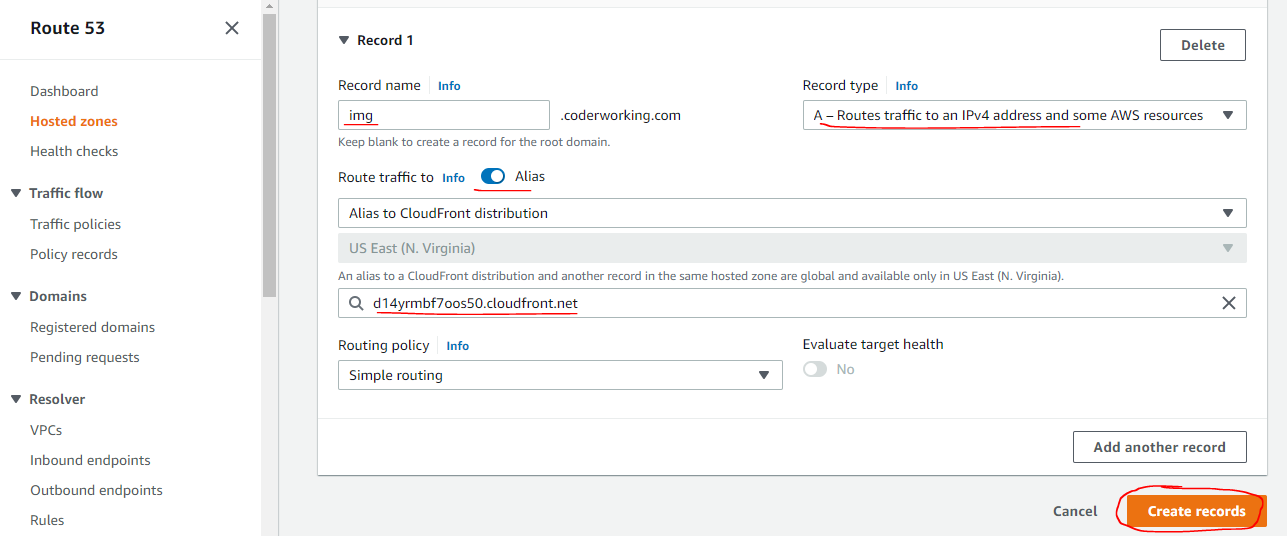 Route 53
Dashboard
Hosted zones
Health checks
Traffic flow
Traffic policies
Policy records
Domains
Registered domains
Pending requests
Resolver
VPCs
Inbound endpoints
Outbound endpoints
Rules
Record 1
Delete
Record name Info
Record type Info
img .coderworking.com
A – Routes traffic to an IPv4 address and some AWS resources
Keep blank to create a record for the root domain.
Route traffic to Info Alias
Alias to CloudFront distribution
US East (N. Virginia)
An alias to a CloudFront distribution and another record in the same hosted zone are global and available only in US East (N. Virginia).
d14yrmbf7oos50.cloudfront.net
Routing policy Info
Evaluate target health
Simple routing
No
Add another record
Cancel Create records